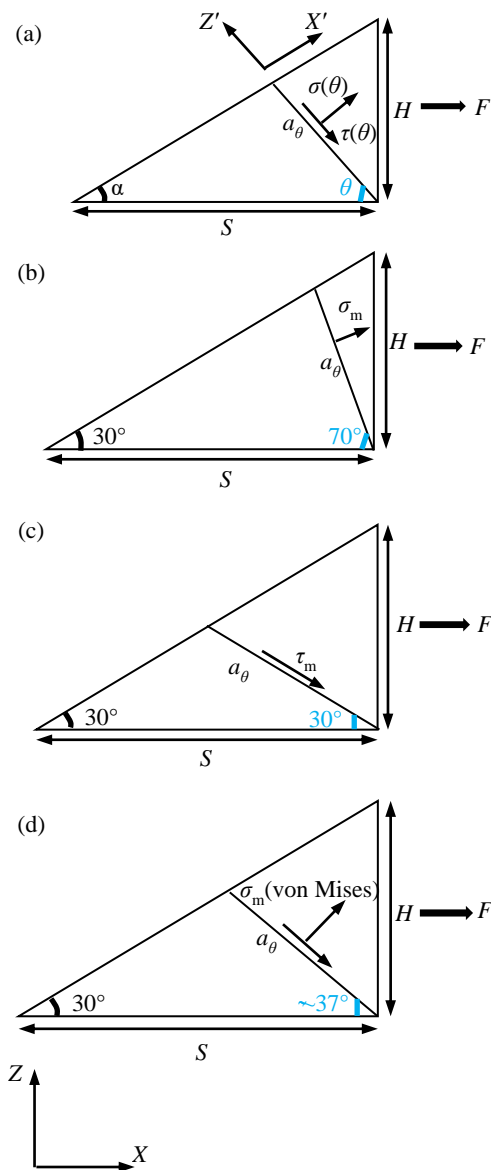 (a)
Z′ X′
σ(θ)
τ(θ)
a_θ
H F
α θ
S
(b)
σ_m
a_θ
H F
30° 70°
S
(c)
τ_m
a_θ
H F
30° 30°
S
(d)
σ_m(von Mises)
a_θ
H F
30° ~37°
S
Z
X